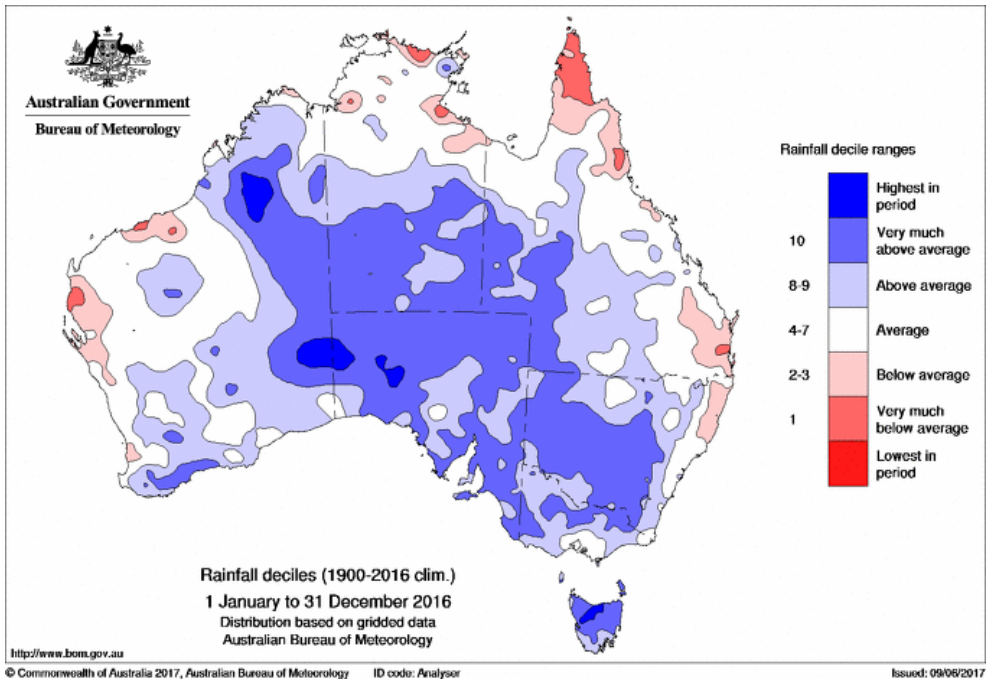 Australian Government
Bureau of Meteorology
Rainfall decile ranges
Highest in
period
10
Very much
above average
8-9
Above average
4-7
Average
2-3
Below average
1
Very much
below average
Lowest in
period
Rainfall deciles (1900-2016 clim.)
1 January to 31 December 2016
Distribution based on gridded data
Australian Bureau of Meteorology
http://www.bom.gov.au
© Commonwealth of Australia 2017, Australian Bureau of Meteorology ID code: Analyser Issued: 09/06/2017